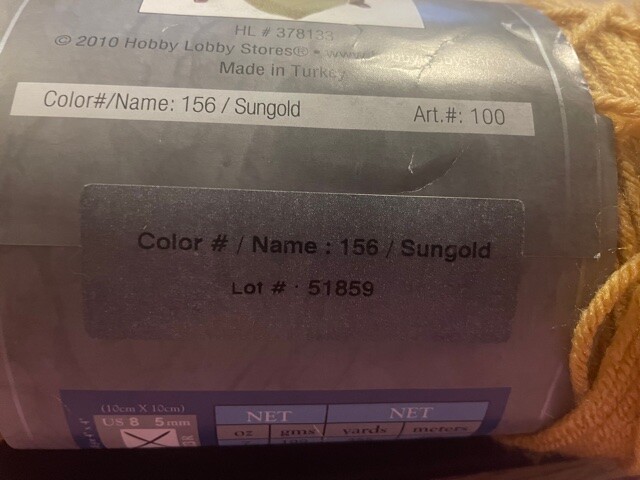 HL # 378133
© 2010 Hobby Lobby Stores® •
Made in Turkey
Color#/Name: 156 / Sungold Art.#: 100
Color # / Name : 156 / Sungold
Lot # : 51859
(10cm X 10cm)
US 8 5mm
NET NET
oz gms yards meters